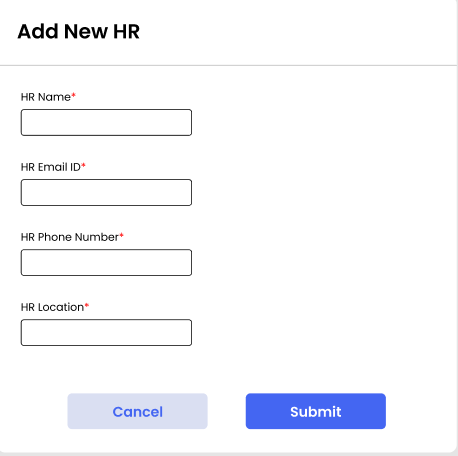 Add New HR
HR Name*
HR Email ID*
HR Phone Number*
HR Location*
Cancel
Submit